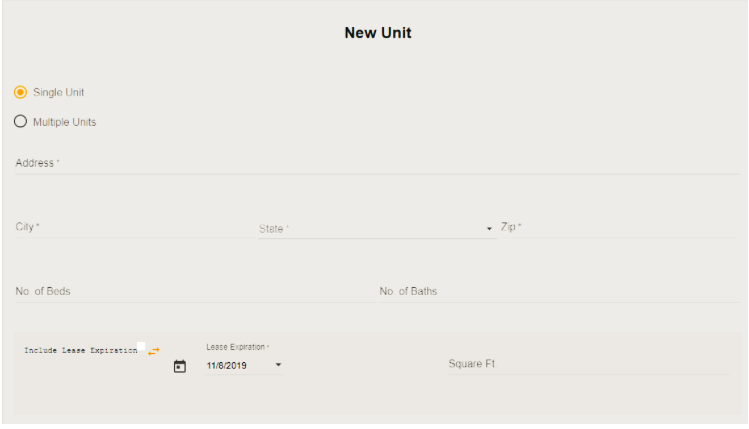 New Unit
Single Unit
Multiple Units
Address *
City * State * Zip *
No. of Beds No. of Baths
Include Lease Expiration Lease Expiration *
11/6/2019 Square Ft